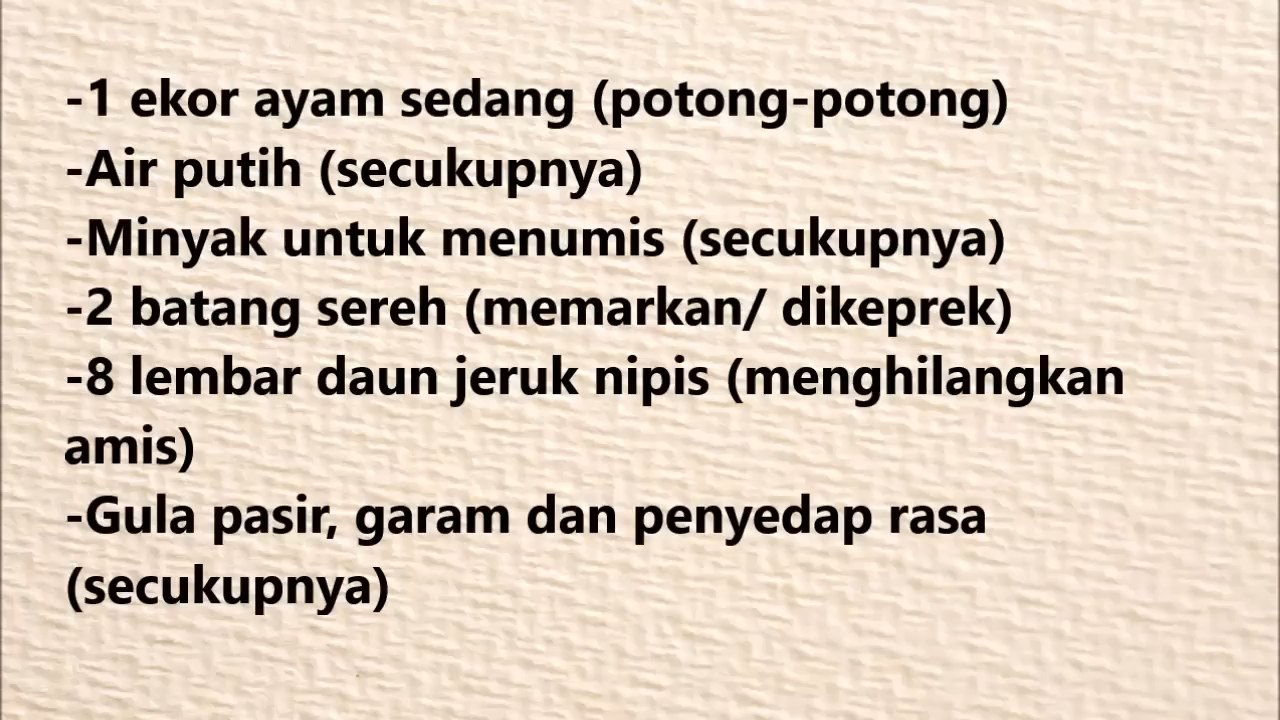 -1 ekor ayam sedang (potong-potong)
-Air putih (secukupnya)
-Minyak untuk menumis (secukupnya)
-2 batang sereh (memarkan/ dikeprek)
-8 lembar daun jeruk nipis (menghilangkan
amis)
-Gula pasir, garam dan penyedap rasa
(secukupnya)